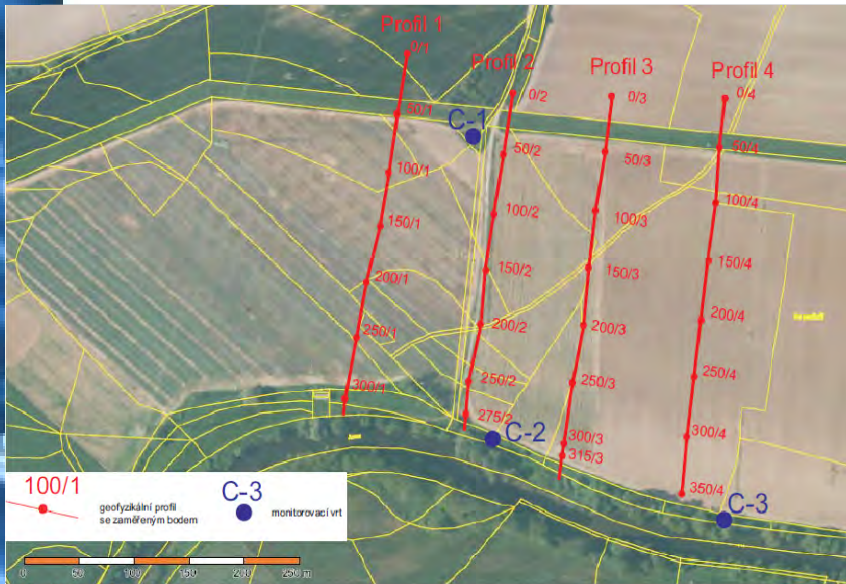 Profil 1
0/1
50/1
100/1
150/1
200/1
250/1
300/1
Profil 2
0/2
50/2
100/2
150/2
200/2
250/2
275/2
Profil 3
0/3
50/3
100/3
150/3
200/3
250/3
300/3
315/3
Profil 4
0/4
50/4
100/4
150/4
200/4
250/4
300/4
350/4
C-1
C-2
C-3
100/1
geofyzikální profil
se zaměřeným bodem
C-3
monitorovací vrt
0 50 100 150 200 250 m